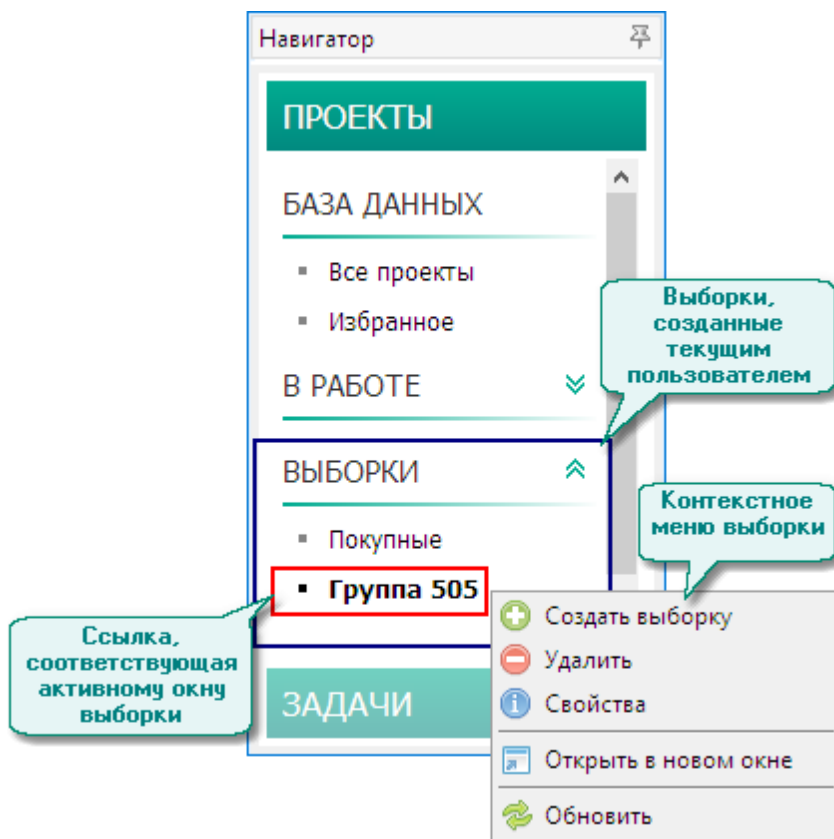 Навигатор
ПРОЕКТЫ
БАЗА ДАННЫХ
Все проекты
Избранное
Выборки,
созданные
текущим
пользователем
В РАБОТЕ
ВЫБОРКИ
Контекстное
меню выборки
Покупные
Группа 505
Ссылка,
соответствующая
активному окну
выборки
Создать выборку
Удалить
ЗАДАЧИ
Свойства
Открыть в новом окне
Обновить